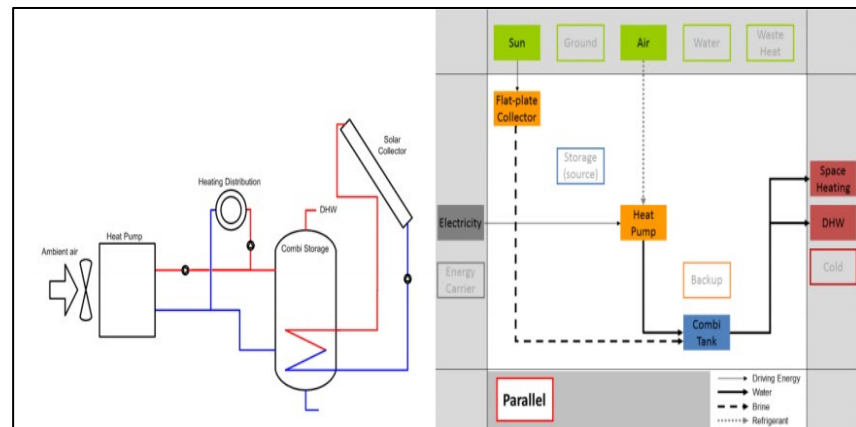 Solar
Collector
Heating Distribution
DHW
Heat Pump
Combi Storage
Ambient air
Sun
Ground
Air
Water
Waste
Heat
Flat-plate
Collector
Storage
(source)
Space
Heating
Electricity
Heat
Pump
DHW
Energy
Carrier
Backup
Cold
Combi
Tank
Parallel
Driving Energy
Water
Brine
Refrigerant